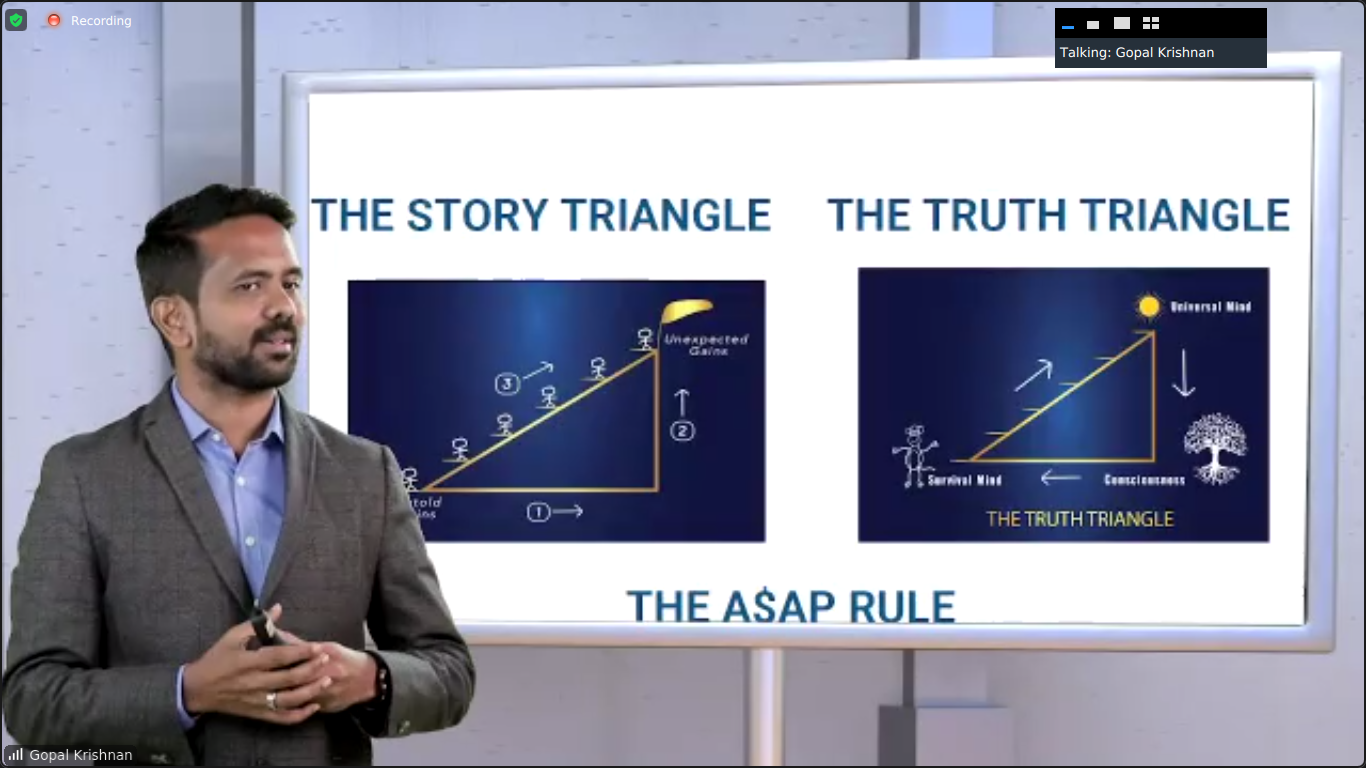 Recording
Talking: Gopal Krishnan
THE STORY TRIANGLE
THE TRUTH TRIANGLE
Unexpected
Gains
3
2
1
told
ins
Universal Mind
Survival Mind
Consciousness
THE TRUTH TRIANGLE
THE A$AP RULE
Gopal Krishnan